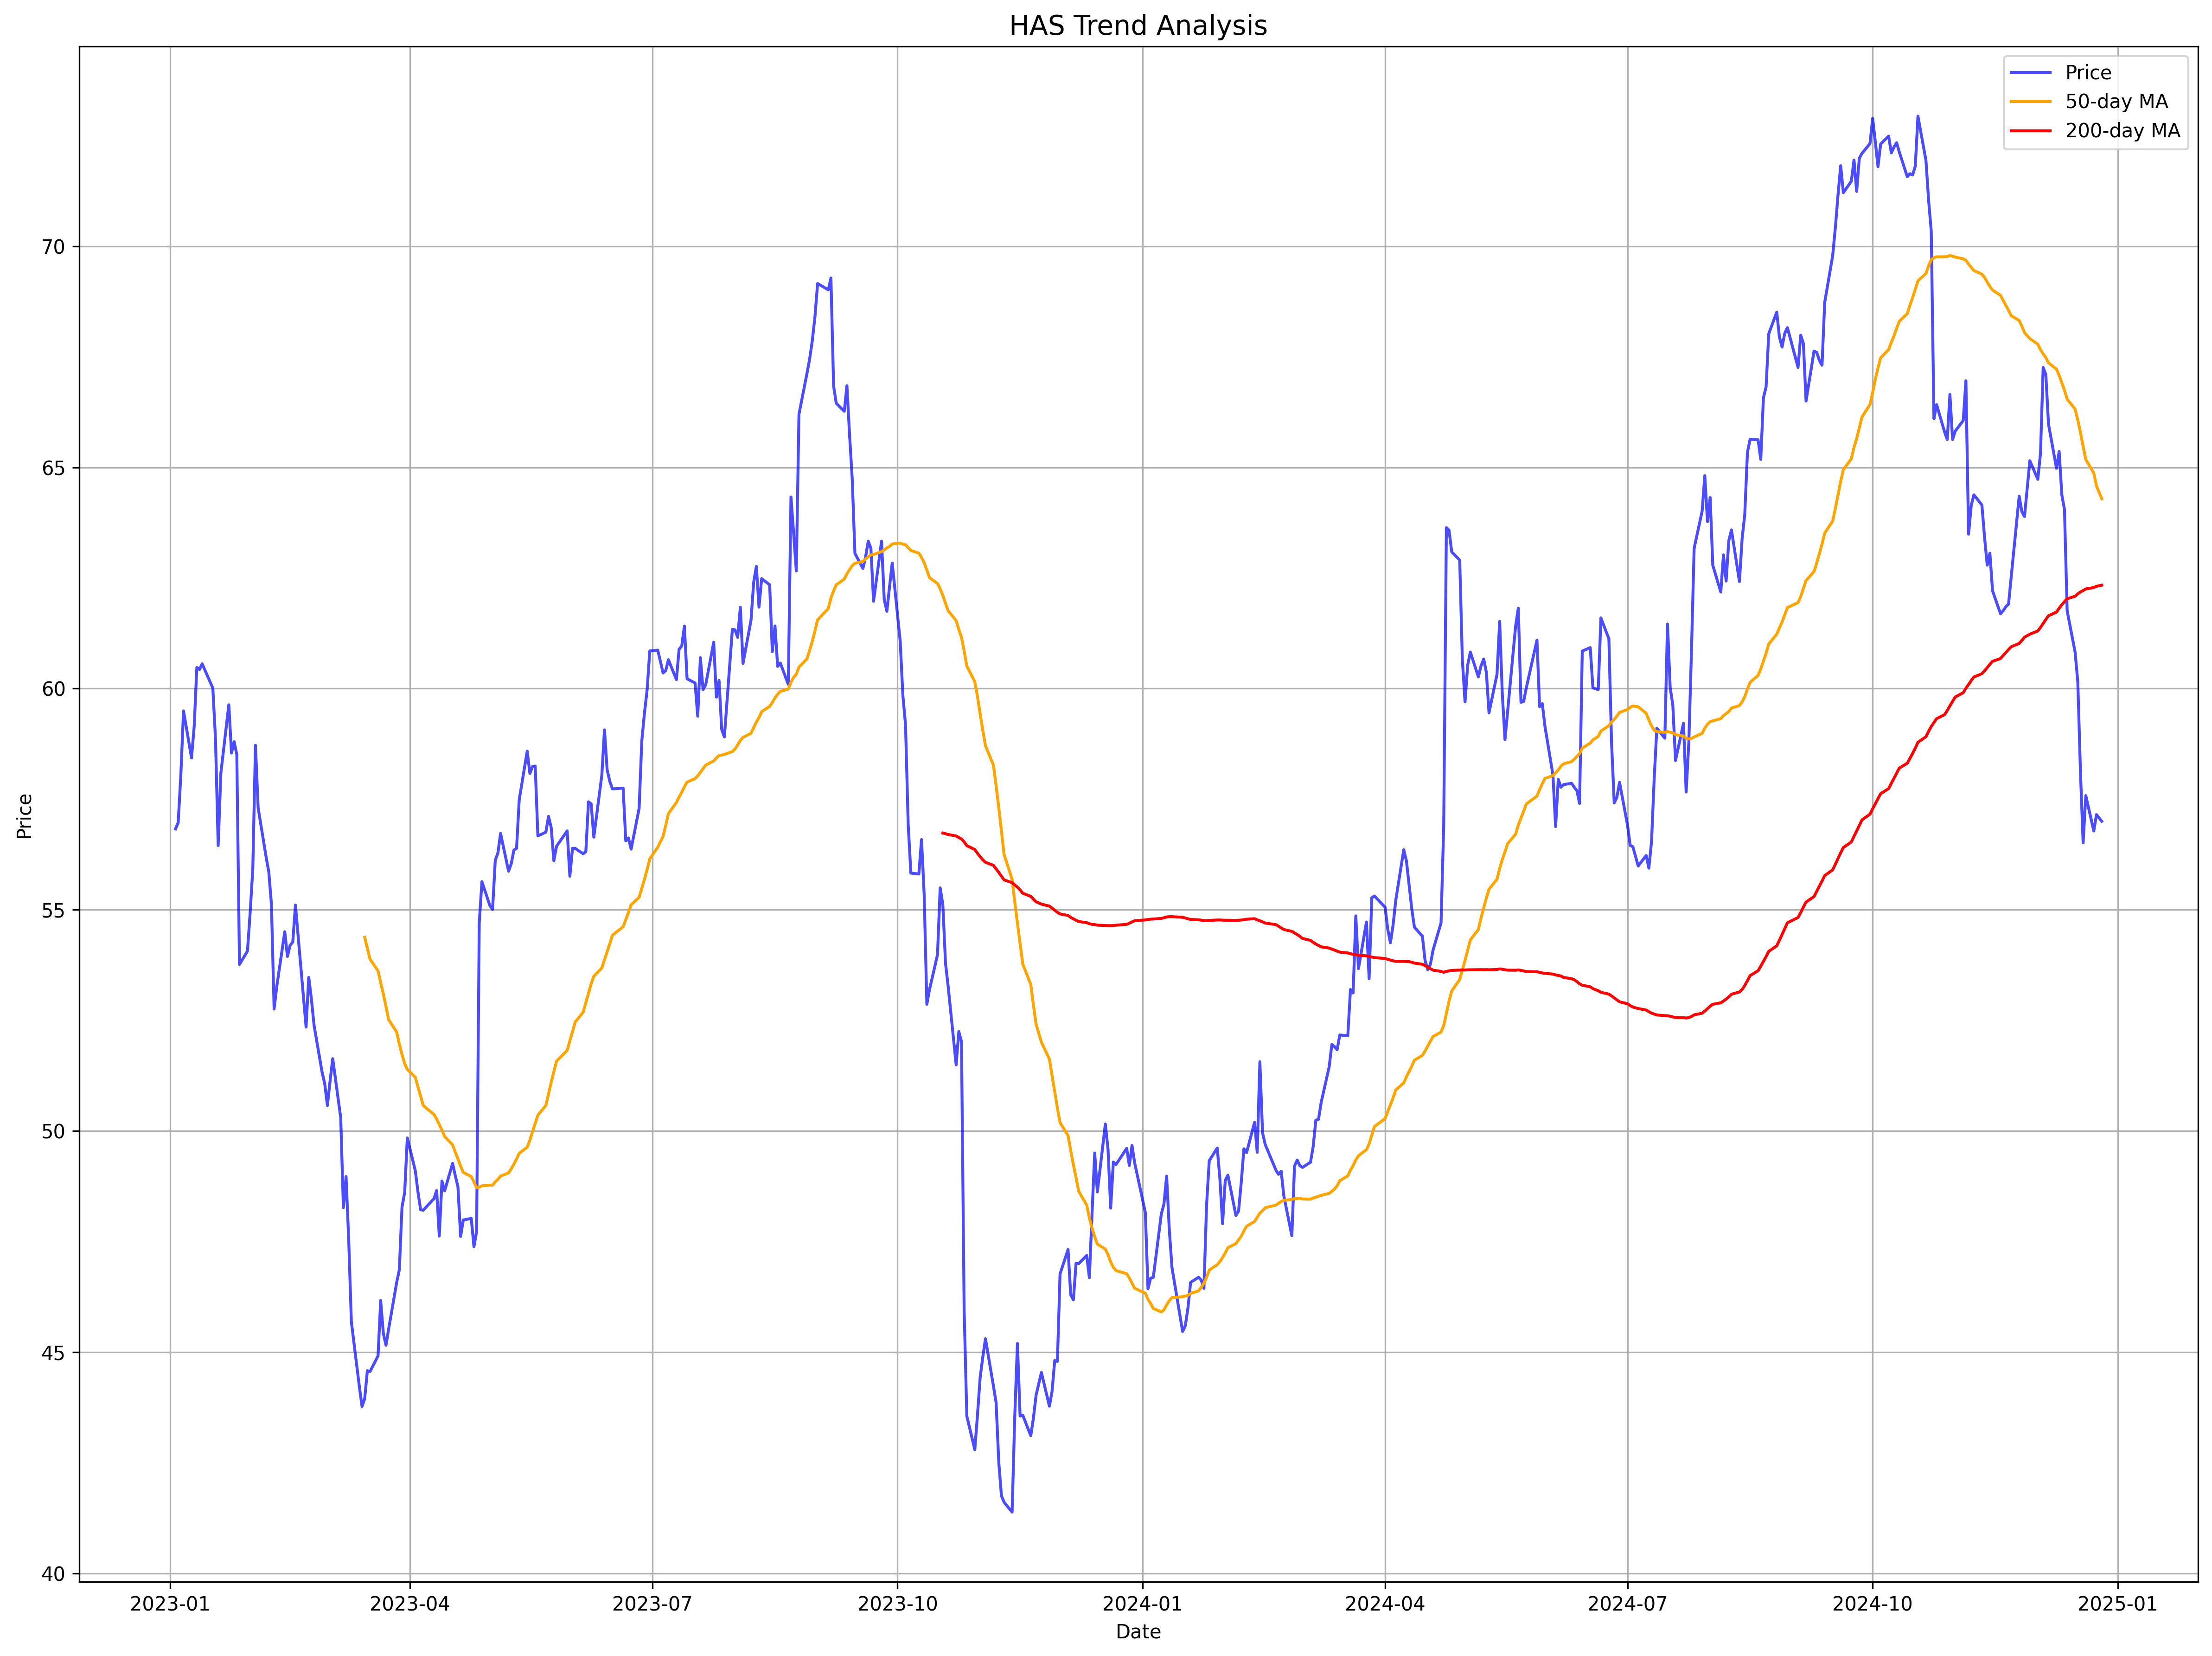 HAS Trend Analysis
Price
50-day MA
200-day MA
Price
70
65
60
55
50
45
40
2023-01
2023-04
2023-07
2023-10
2024-01
2024-04
2024-07
2024-10
2025-01
Date